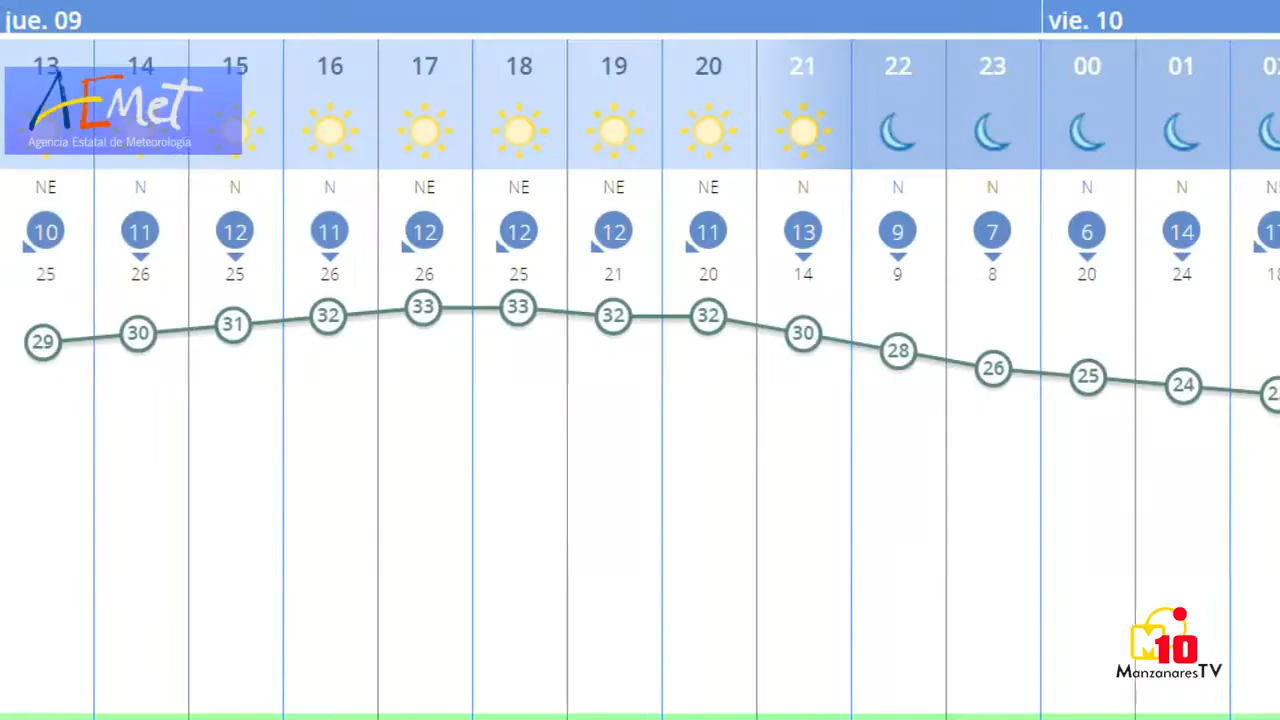 jue. 09 vie. 10
13 14 15 16 17 18 19 20 21 22 23 00 01
AEMet
Agencia Estatal de Meteorología
NE N N N NE NE NE NE N N N N N
10 11 12 11 12 12 12 11 13 9 7 6 14
25 26 25 26 26 25 21 20 14 9 8 20 24
29 30 31 32 33 33 32 32 30 28 26 25 24
M10
ManzanaresTV